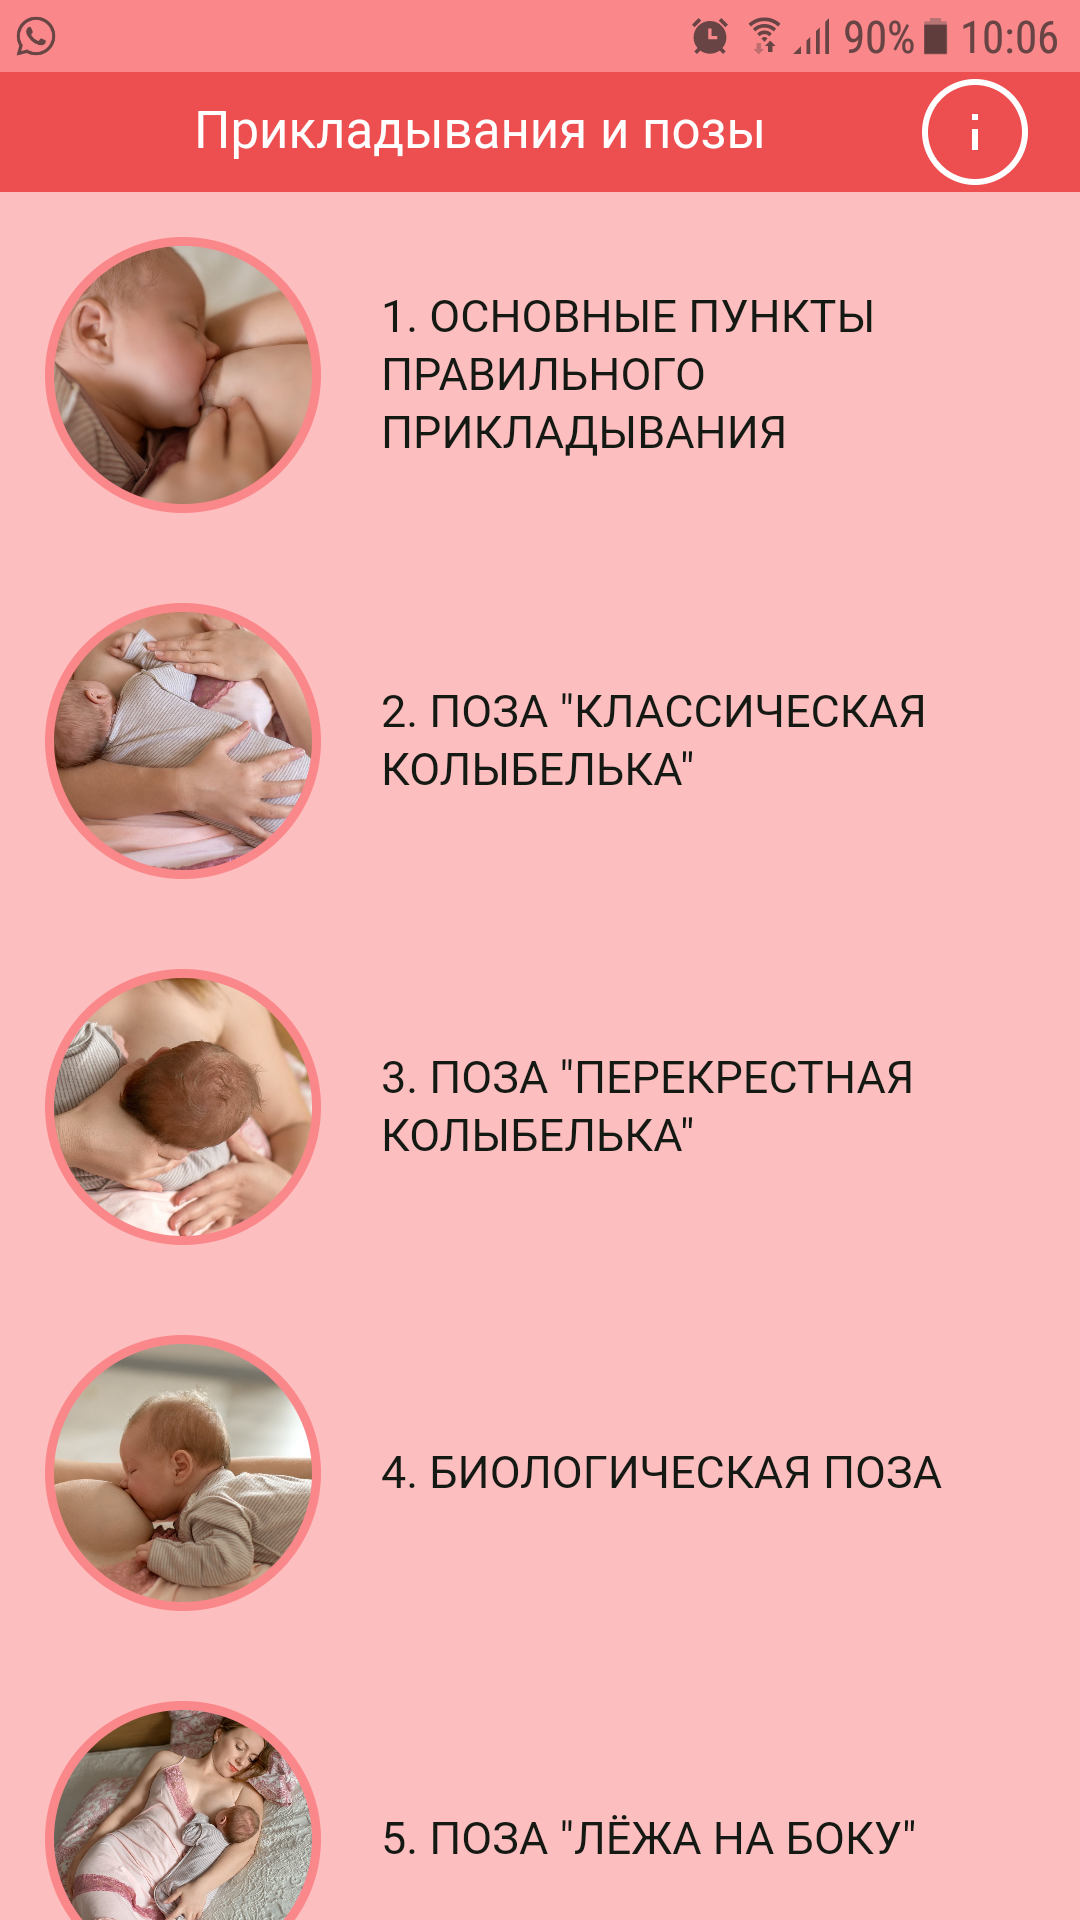 90% 10:06
Прикладывания и позы
1. ОСНОВНЫЕ ПУНКТЫ
ПРАВИЛЬНОГО
ПРИКЛАДЫВАНИЯ
2. ПОЗА "КЛАССИЧЕСКАЯ
КОЛЫБЕЛЬКА"
3. ПОЗА "ПЕРЕКРЕСТНАЯ
КОЛЫБЕЛЬКА"
4. БИОЛОГИЧЕСКАЯ ПОЗА
5. ПОЗА "ЛЁЖА НА БОКУ"